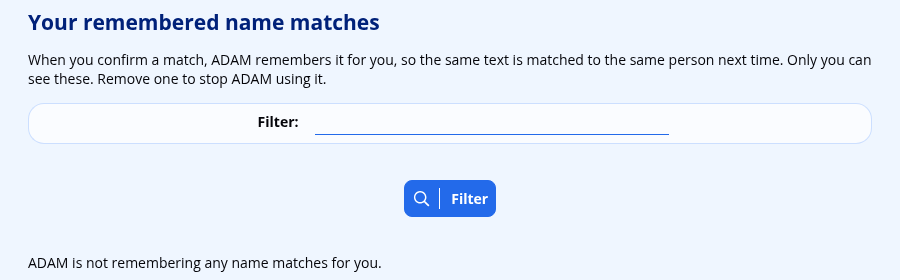 Your remembered name matches
When you confirm a match, ADAM remembers it for you, so the same text is matched to the same person next time. Only you can
see these. Remove one to stop ADAM using it.
Filter:
Filter
ADAM is not remembering any name matches for you.